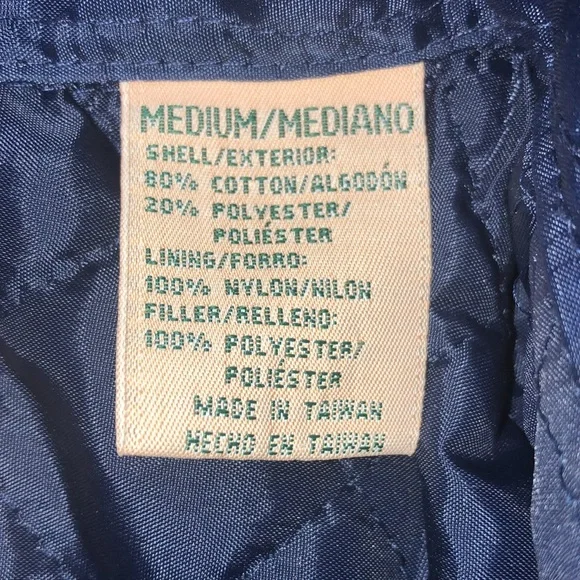 MEDIUM/MEDIANO
SHELL/EXTERIOR:
80% COTTON/ALGODÓN
20% POLYESTER/
POLIÉSTER
LINING/FORRO:
100% NYLON/NILON
FILLER/RELLENO:
100% POLYESTER/
POLIÉSTER
MADE IN TAIWAN
HECHO EN TAIWAN